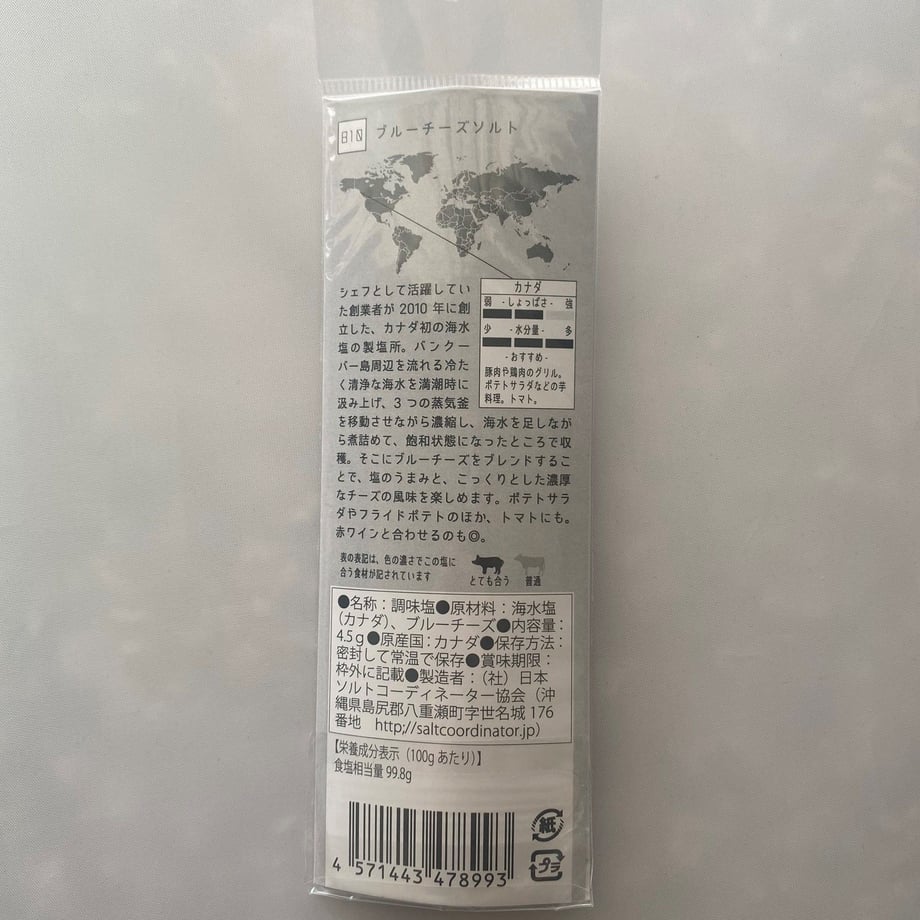 B10 ブルーチーズソルト
カナダ
弱 -しょっぱさ- 強
少 -水分量- 多
-おすすめ-
豚肉や鶏肉のグリル。
ポテトサラダなどの芋
料理。トマト。
シェフとして活躍してい
た創業者が2010年に創
立した、カナダ初の海水
塩の製塩所。バンクー
バー島周辺を流れる冷た
く清浄な海水を満潮時に
汲み上げ、3つの蒸気釜
を移動させながら濃縮し、海水を足しなが
ら煮詰めて、飽和状態になったところで収
穫。そこにブルーチーズをブレンドするこ
とで、塩のうまみと、こっくりとした濃厚
なチーズの風味を楽しめます。ポテトサラ
ダやフライドポテトのほか、トマトにも。
赤ワインと合わせるのも◎。
表の表記は、色の濃さでこの塩に
合う食材が記されています
とても合う 普通
●名称：調味塩●原材料：海水塩
（カナダ）、ブルーチーズ●内容量：
4.5g●原産国：カナダ●保存方法：
密封して常温で保存●賞味期限：
枠外に記載●製造者：（社）日本
ソルトコーディネーター協会（沖
縄県島尻郡八重瀬町字世名城176
番地 http;//saltcoordinator.jp）
【栄養成分表示（100gあたり）】
食塩相当量 99.8g
紙
プラ
4 571443 478993